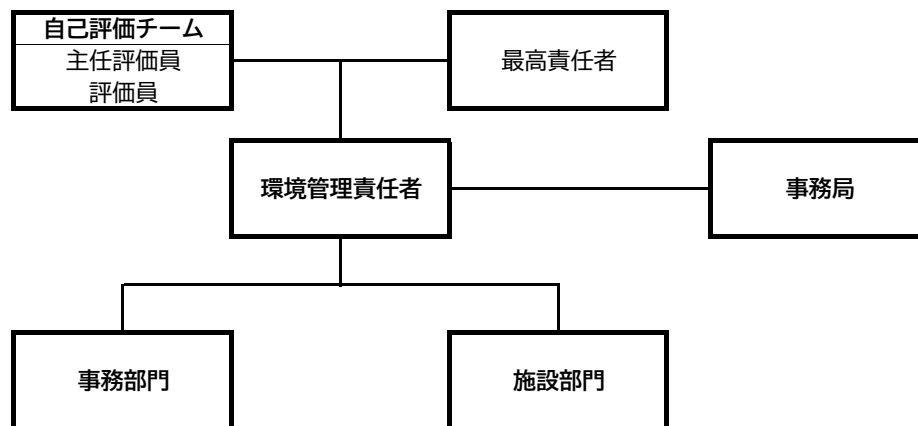 自己評価チーム
主任評価員
評価員
最高責任者
環境管理責任者
事務局
事務部門
施設部門